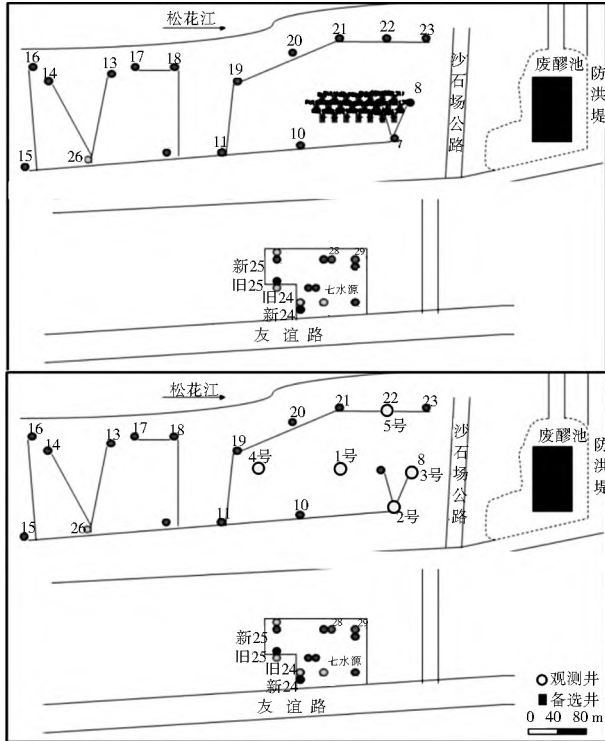 松花江
21
22
23
20
16
17
18
14
13
19
沙石场公路
废醪池
防洪堤
8
11
10
7
15
26
28
29
新25
旧25
旧24
七水源
新24
友谊路
松花江
21
22
23
5号
20
16
17
18
14
13
19
4号
1号
8
3号
沙石场公路
废醪池
防洪堤
11
10
2号
15
26
28
29
新25
旧25
旧24
七水源
新24
友谊路
观测井
备选井
0 40 80 m